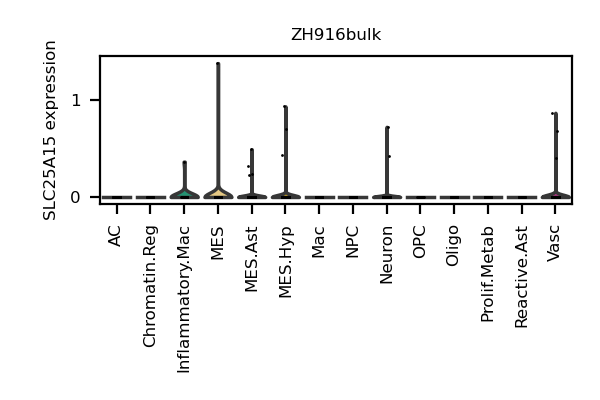 ZH916bulk
SLC25A15 expression
1
0
AC
Chromatin.Reg
Inflammatory.Mac
MES
MES.Ast
MES.Hyp
Mac
NPC
Neuron
OPC
Oligo
Prolif.Metab
Reactive.Ast
Vasc